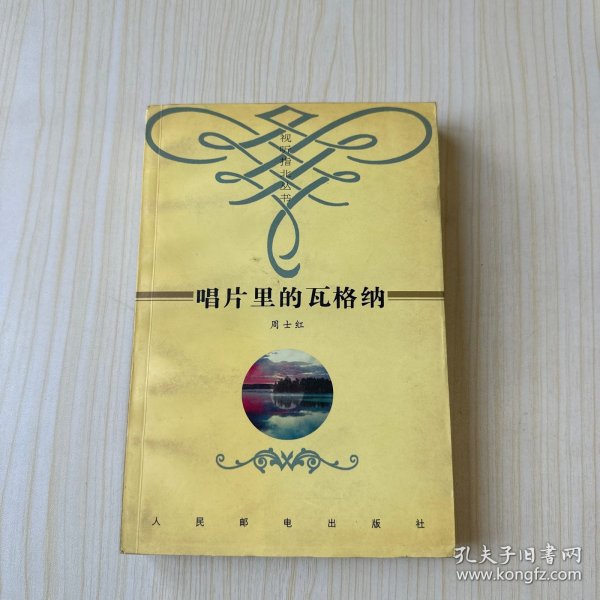 视听指北丛书
唱片里的瓦格纳
周士红
人民邮电出版社
孔夫子旧书网
www.kongfz.com